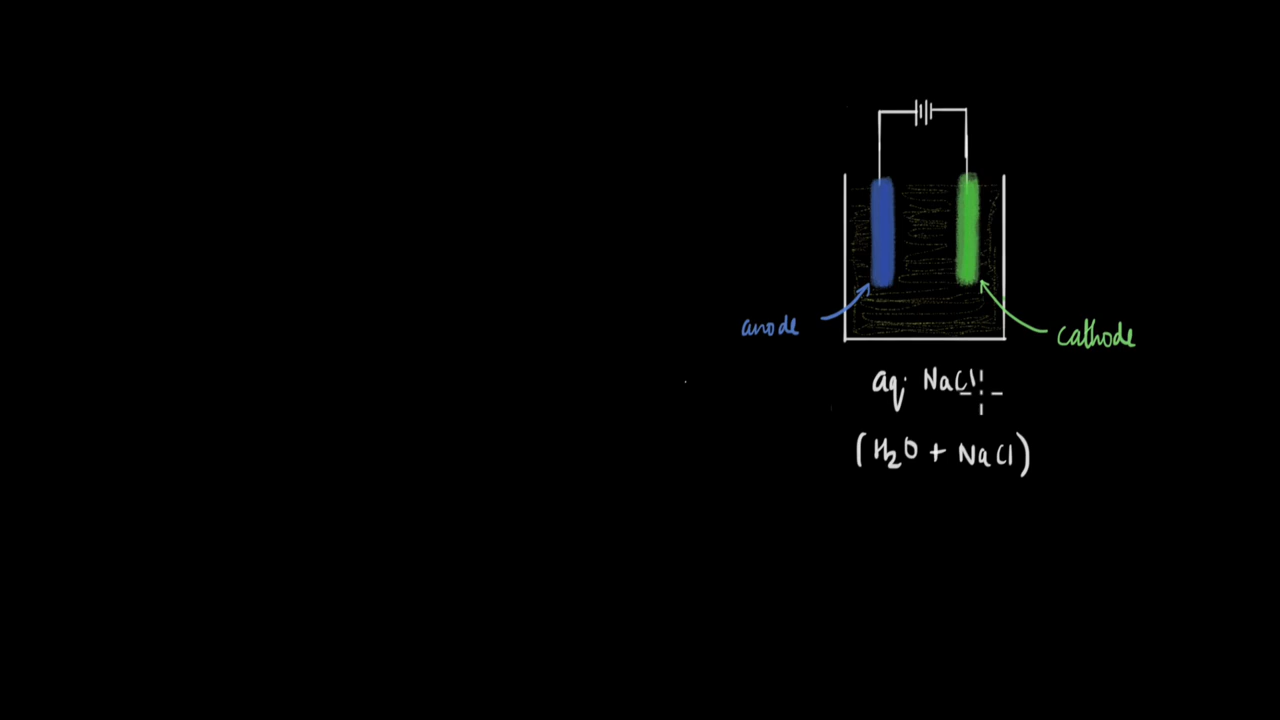 anode
cathode
aq. NaCl
(H₂O + NaCl)